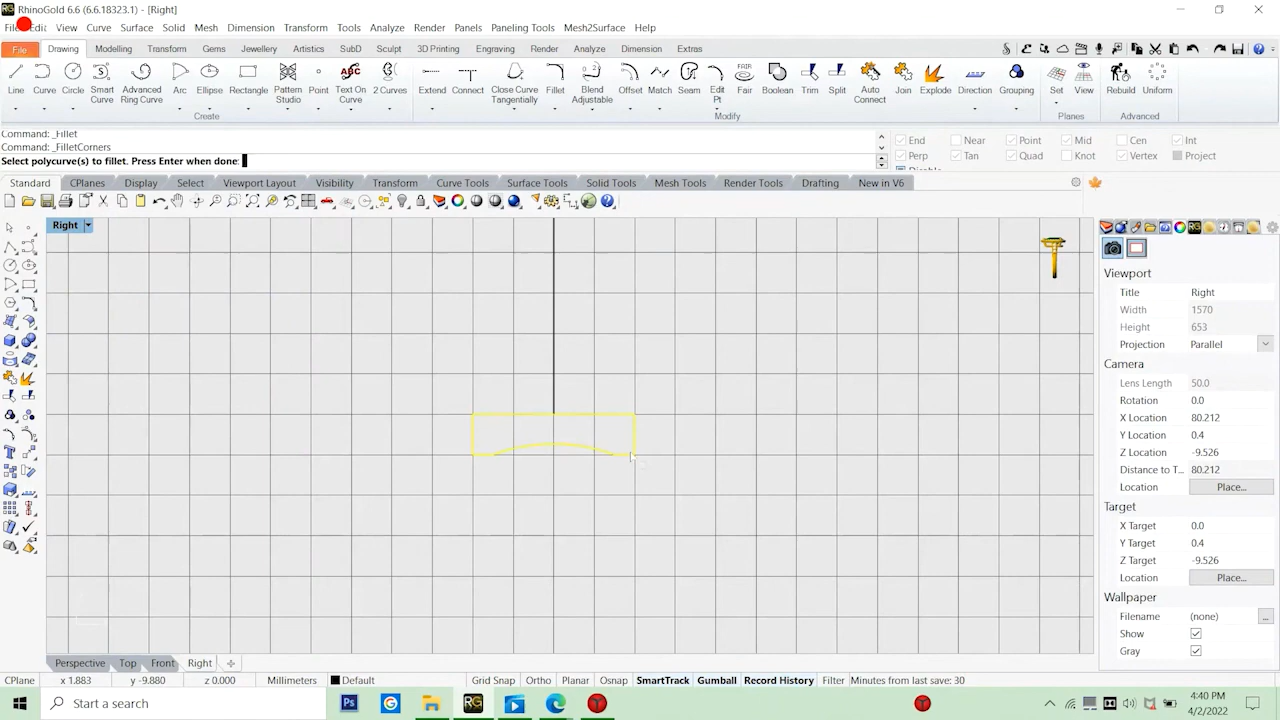 RhinoGold 6.6 (6.6.18323.1) - [Right]
File Edit View Curve Surface Solid Mesh Dimension Transform Tools Analyze Render Panels Paneling Tools Mesh2Surface Help
File Drawing Modelling Transform Gems Jewellery Artistics SubD Sculpt 3D Printing Engraving Render Analyze Dimension Extras
Line Curve Circle Smart Curve Advanced Ring Curve Arc Ellipse Rectangle Pattern Studio Point Text On Curve 2 Curves Extend Connect Close Curve Tangentially Fillet Blend Adjustable Offset Match Seam Edit Pt Fair Boolean Trim Split Auto Connect Join Explode Direction Grouping Set View Rebuild Uniform
Create Modify Planes Advanced
Command: _Fillet
Command: _FilletCorners
Select polycurve(s) to fillet. Press Enter when done:
End Near Point Mid Cen Int
Perp Tan Quad Knot Vertex Project
Disable
Standard CPlanes Display Select Viewport Layout Visibility Transform Curve Tools Surface Tools Solid Tools Mesh Tools Render Tools Drafting New in V6
Right
Viewport
Title Right
Width 1570
Height 653
Projection Parallel
Camera
Lens Length 50.0
Rotation 0.0
X Location 80.212
Y Location 0.4
Z Location -9.526
Distance to T... 80.212
Location Place...
Target
X Target 0.0
Y Target 0.4
Z Target -9.526
Location Place...
Wallpaper
Filename (none) ...
Show
Gray
Perspective Top Front Right
CPlane x 1.883 y -9.880 z 0.000 Millimeters Default Grid Snap Ortho Planar Osnap SmartTrack Gumball Record History Filter Minutes from last save: 30
Start a search
4:40 PM
4/2/2022